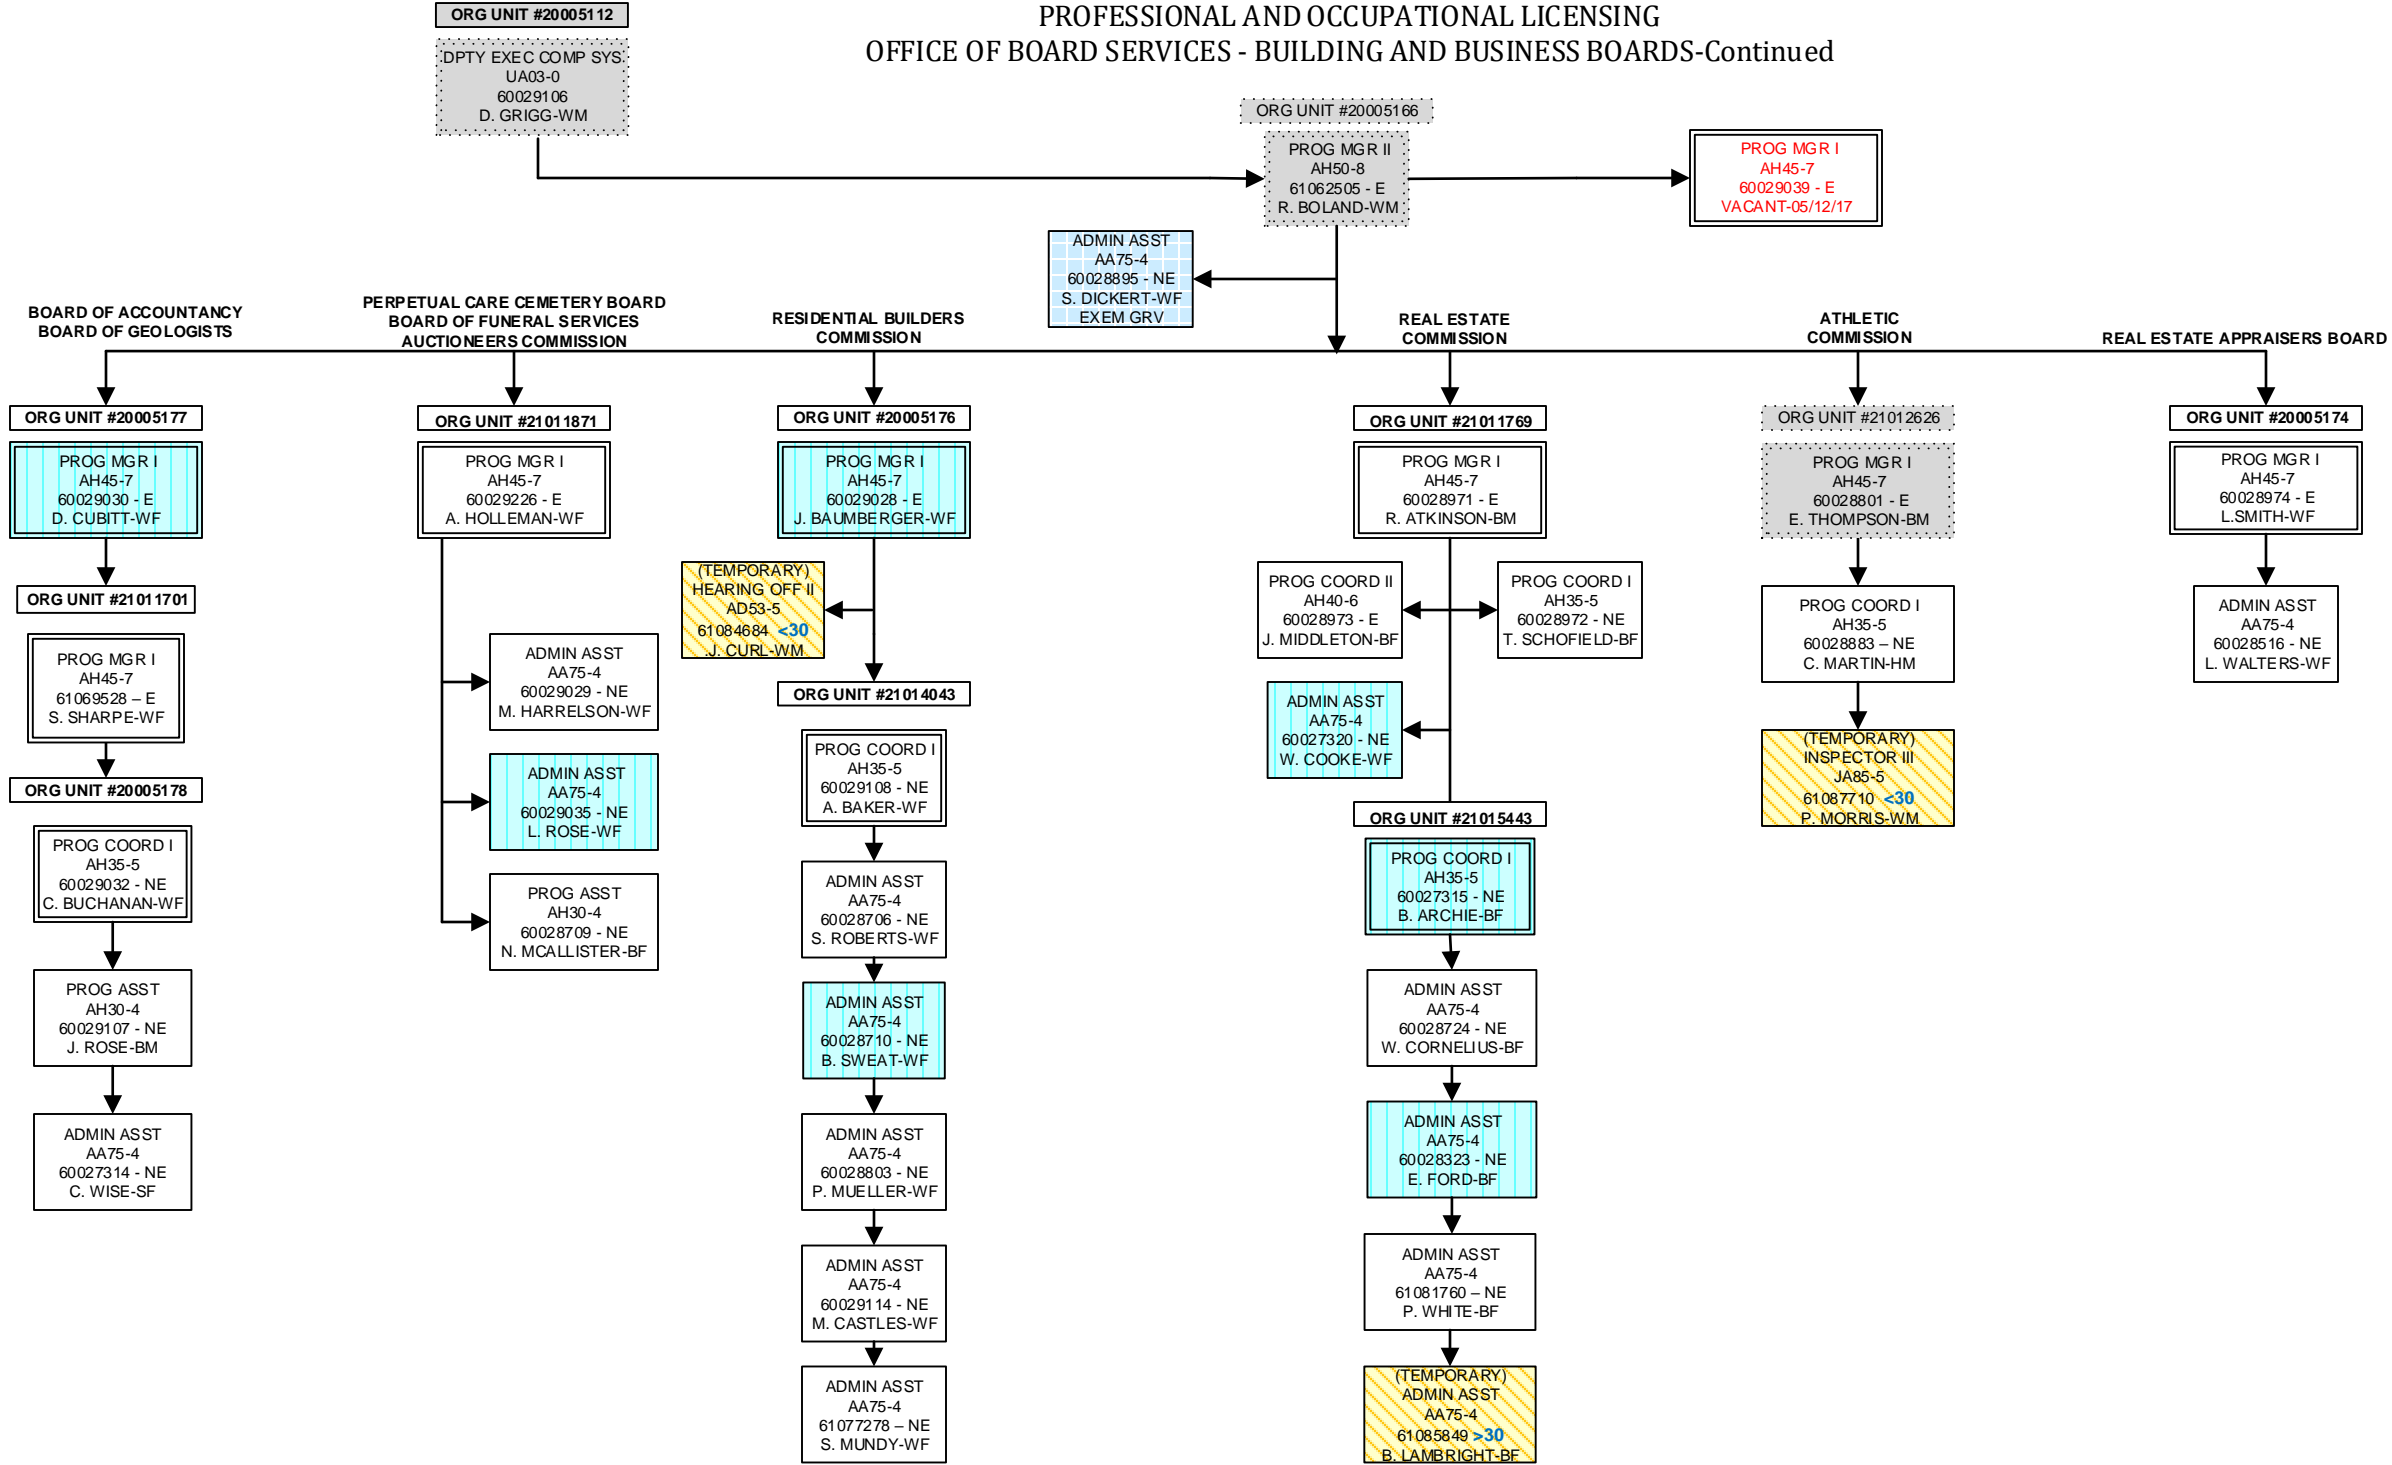 PROFESSIONAL AND OCCUPATIONAL LICENSING
OFFICE OF BOARD SERVICES - BUILDING AND BUSINESS BOARDS-Continued
ORG UNIT #20005112
DPTY EXEC COMP SYS
UA03-0
60029106
D. GRIGG-WM
ORG UNIT #20005166
PROG MGR II
AH50-8
61062505 - E
R. BOLAND-WM
PROG MGR I
AH45-7
60029039 - E
VACANT-05/12/17
ADMIN ASST
AA75-4
60028895 - NE
S. DICKERT-WF
EXEM GRV
BOARD OF ACCOUNTANCY
BOARD OF GEOLOGISTS
ORG UNIT #20005177
PROG MGR I
AH45-7
60029030 - E
D. CUBITT-WF
ORG UNIT #21011701
PROG MGR I
AH45-7
61069528 – E
S. SHARPE-WF
ORG UNIT #20005178
PROG COORD I
AH35-5
60029032 - NE
C. BUCHANAN-WF
PROG ASST
AH30-4
60029107 - NE
J. ROSE-BM
ADMIN ASST
AA75-4
60027314 - NE
C. WISE-SF
PERPETUAL CARE CEMETERY BOARD
BOARD OF FUNERAL SERVICES
AUCTIONEERS COMMISSION
ORG UNIT #21011871
PROG MGR I
AH45-7
60029226 - E
A. HOLLEMAN-WF
ADMIN ASST
AA75-4
60029029 - NE
M. HARRELSON-WF
ADMIN ASST
AA75-4
60029035 - NE
L. ROSE-WF
PROG ASST
AH30-4
60028709 - NE
N. MCALLISTER-BF
RESIDENTIAL BUILDERS
COMMISSION
ORG UNIT #20005176
PROG MGR I
AH45-7
60029028 - E
J. BAUMBERGER-WF
(TEMPORARY)
HEARING OFF II
AD53-5
61084684 <30
.J. CURL-WM
ORG UNIT #21014043
PROG COORD I
AH35-5
60029108 - NE
A. BAKER-WF
ADMIN ASST
AA75-4
60028706 - NE
S. ROBERTS-WF
ADMIN ASST
AA75-4
60028710 - NE
B. SWEAT-WF
ADMIN ASST
AA75-4
60028803 - NE
P. MUELLER-WF
ADMIN ASST
AA75-4
60029114 - NE
M. CASTLES-WF
ADMIN ASST
AA75-4
61077278 – NE
S. MUNDY-WF
REAL ESTATE
COMMISSION
ORG UNIT #21011769
PROG MGR I
AH45-7
60028971 - E
R. ATKINSON-BM
PROG COORD II
AH40-6
60028973 - E
J. MIDDLETON-BF
PROG COORD I
AH35-5
60028972 - NE
T. SCHOFIELD-BF
ADMIN ASST
AA75-4
60027320 - NE
W. COOKE-WF
ORG UNIT #21015443
PROG COORD I
AH35-5
60027315 - NE
B. ARCHIE-BF
ADMIN ASST
AA75-4
60028724 - NE
W. CORNELIUS-BF
ADMIN ASST
AA75-4
60028323 - NE
E. FORD-BF
ADMIN ASST
AA75-4
61081760 – NE
P. WHITE-BF
(TEMPORARY)
ADMIN ASST
AA75-4
61085849 >30
B. LAMBRIGHT-BF
ATHLETIC
COMMISSION
ORG UNIT #21012626
PROG MGR I
AH45-7
60028801 - E
E. THOMPSON-BM
PROG COORD I
AH35-5
60028883 – NE
C. MARTIN-HM
(TEMPORARY)
INSPECTOR III
JA85-5
61087710 <30
P. MORRIS-WM
REAL ESTATE APPRAISERS BOARD
ORG UNIT #20005174
PROG MGR I
AH45-7
60028974 - E
L.SMITH-WF
ADMIN ASST
AA75-4
60028516 - NE
L. WALTERS-WF